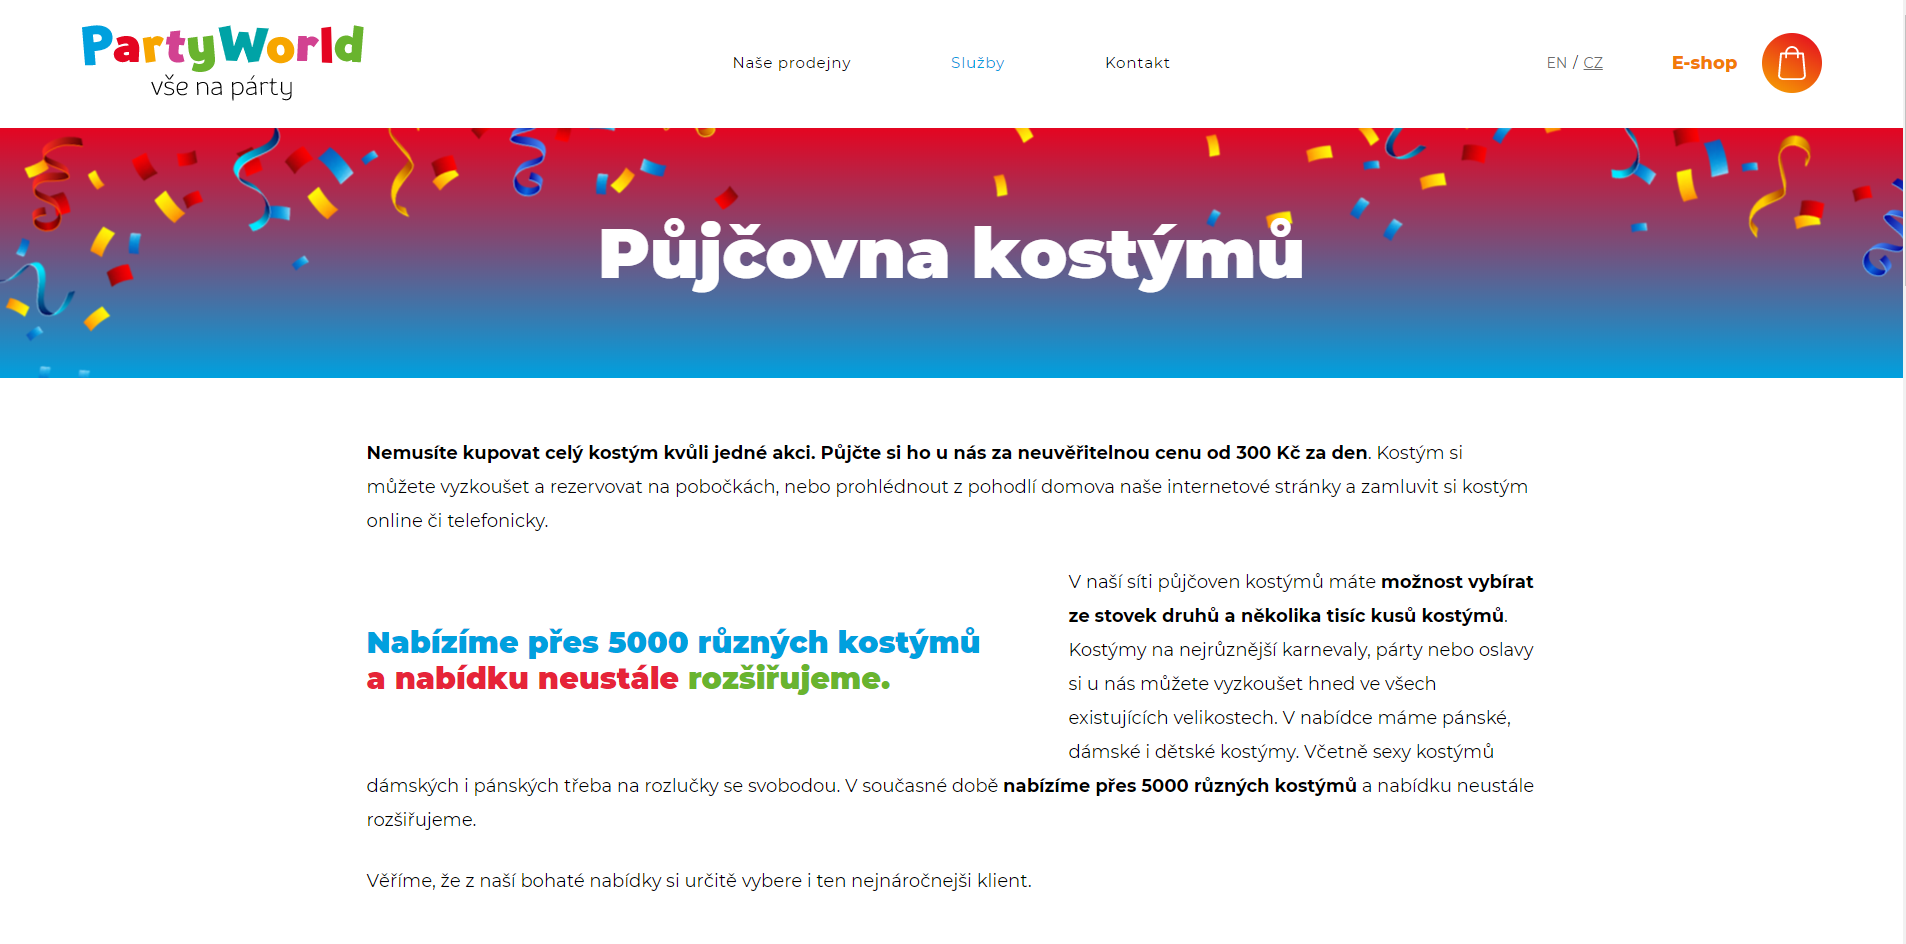 PartyWorld
vše na párty
Naše prodejny
Služby
Kontakt
EN / CZ
E-shop
Půjčovna kostýmů
Nemusíte kupovat celý kostým kvůli jedné akci. Půjčte si ho u nás za neuvěřitelnou cenu od 300 Kč za den. Kostým si
můžete vyzkoušet a rezervovat na pobočkách, nebo prohlédnout z pohodlí domova naše internetové stránky a zamluvit si kostým
online či telefonicky.
Nabízíme přes 5000 různých kostýmů
a nabídku neustále rozšiřujeme.
V naší síti půjčoven kostýmů máte možnost vybírat
ze stovek druhů a několika tisíc kusů kostýmů.
Kostýmy na nejrůznější karnevaly, párty nebo oslavy
si u nás můžete vyzkoušet hned ve všech
existujících velikostech. V nabídce máme pánské,
dámské i dětské kostýmy. Včetně sexy kostýmů
dámských i pánských třeba na rozlučky se svobodou. V současné době nabízíme přes 5000 různých kostýmů a nabídku neustále
rozšiřujeme.
Věříme, že z naší bohaté nabídky si určitě vybere i ten nejnáročnejši klient.